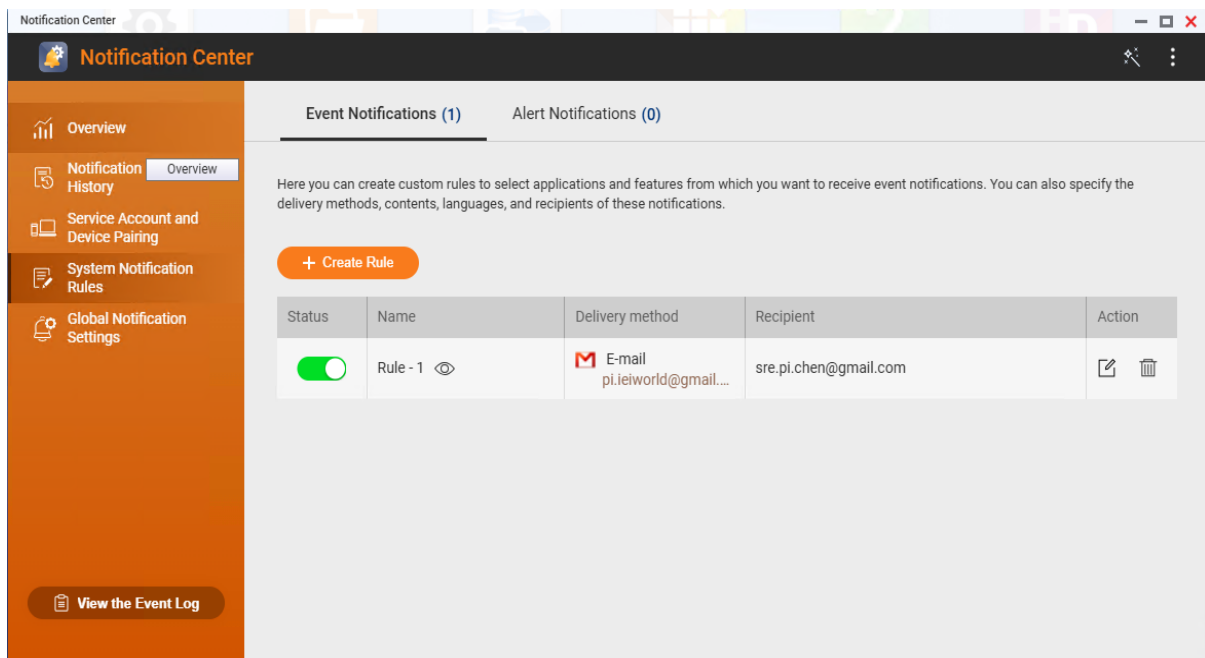 Notification Center
Notification Center
Overview
Notification
History
Overview
Service Account and
Device Pairing
System Notification
Rules
Global Notification
Settings
View the Event Log
Event Notifications (1)
Alert Notifications (0)
Here you can create custom rules to select applications and features from which you want to receive event notifications. You can also specify the
delivery methods, contents, languages, and recipients of these notifications.
+ Create Rule
Status Name Delivery method Recipient Action
Rule - 1 E-mail sre.pi.chen@gmail.com
pi.ieiworld@gmail....